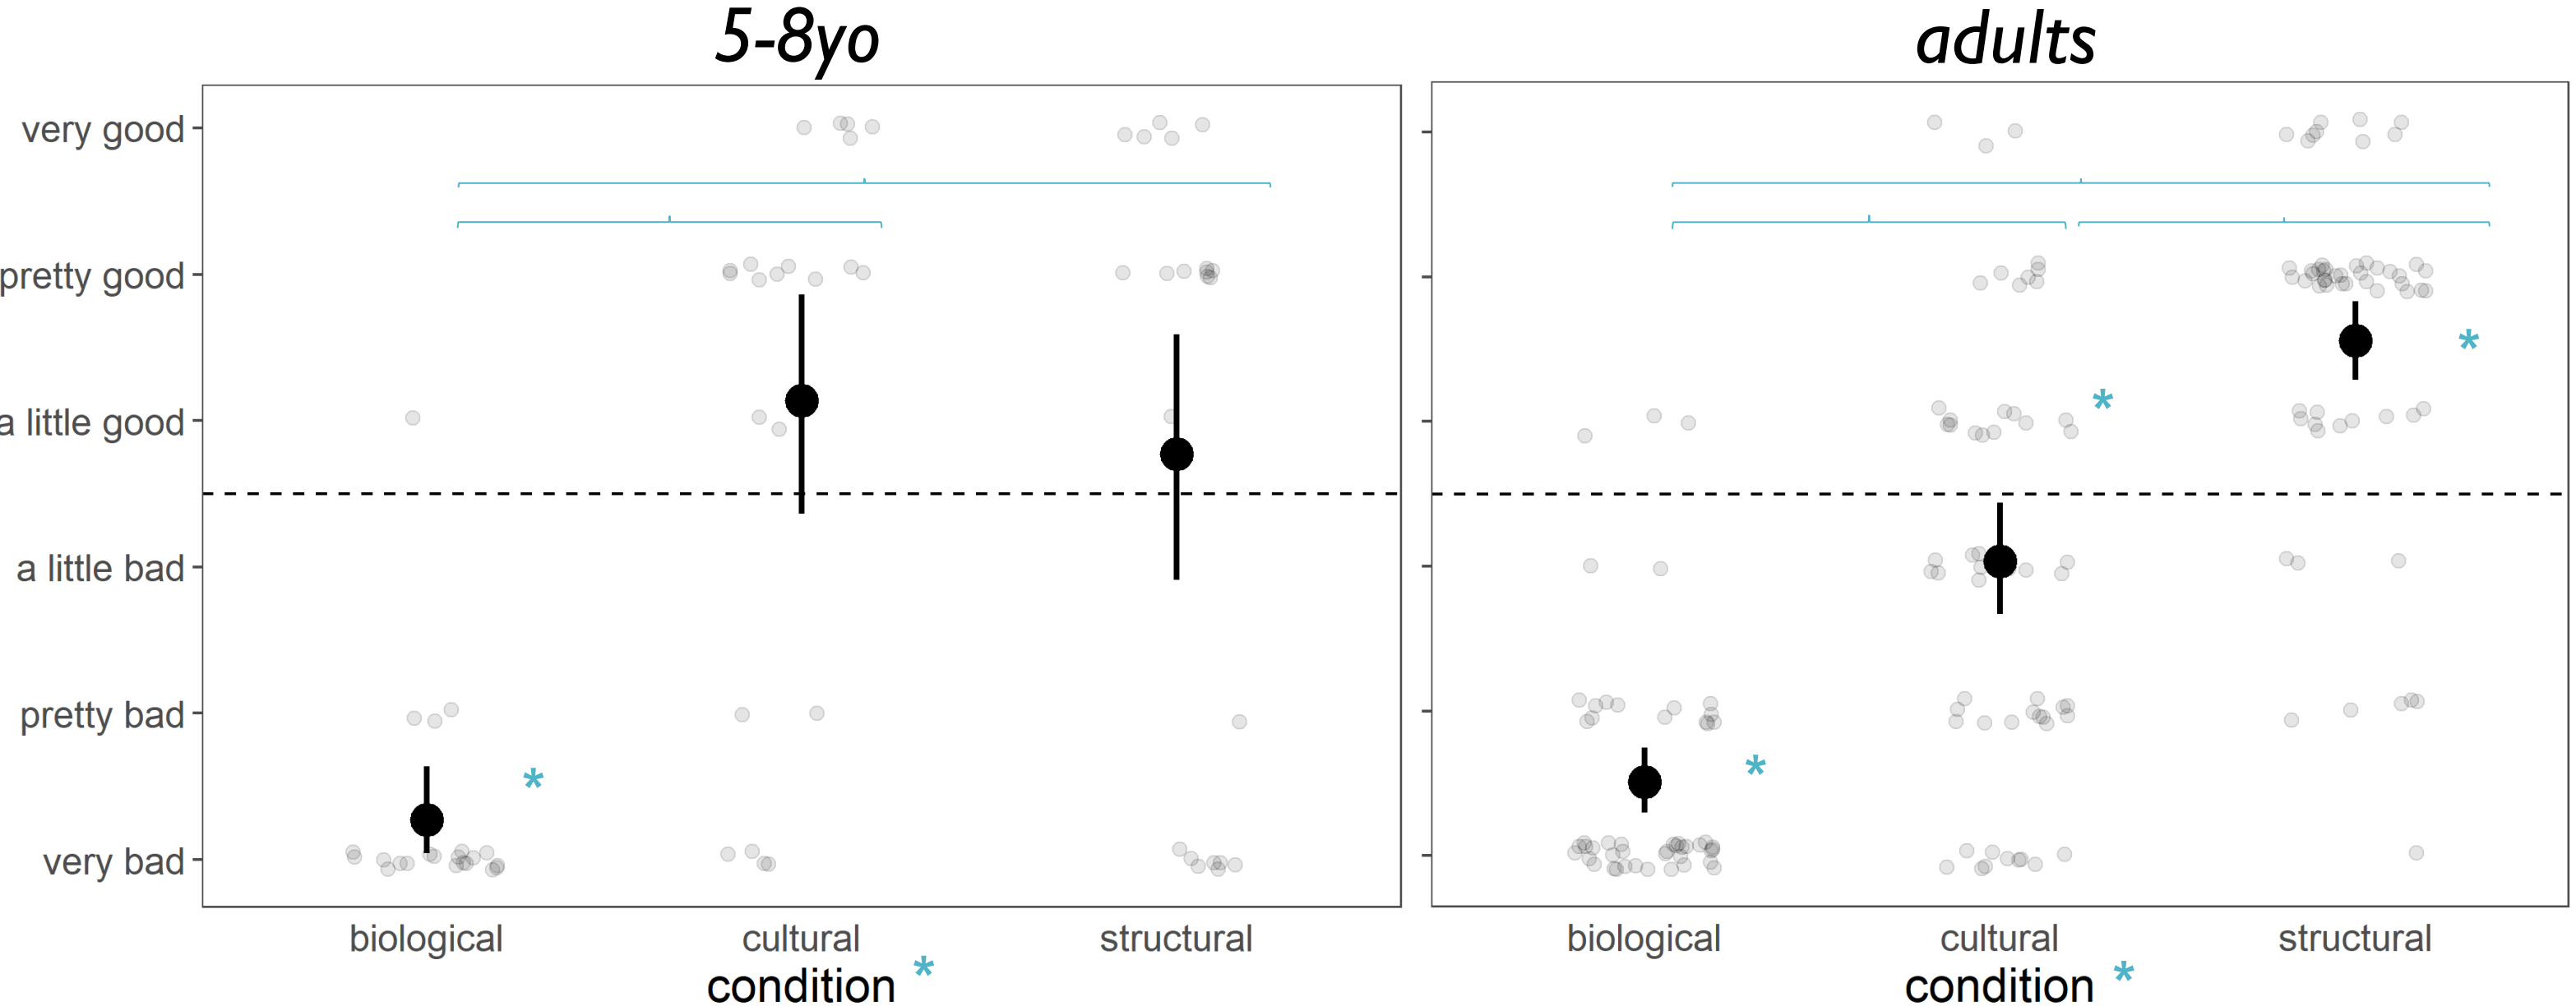 5-8yo
adults
very good
pretty good
a little good
a little bad
pretty bad
very bad
*
*
*
*
biological cultural structural
biological cultural structural
condition *
condition *